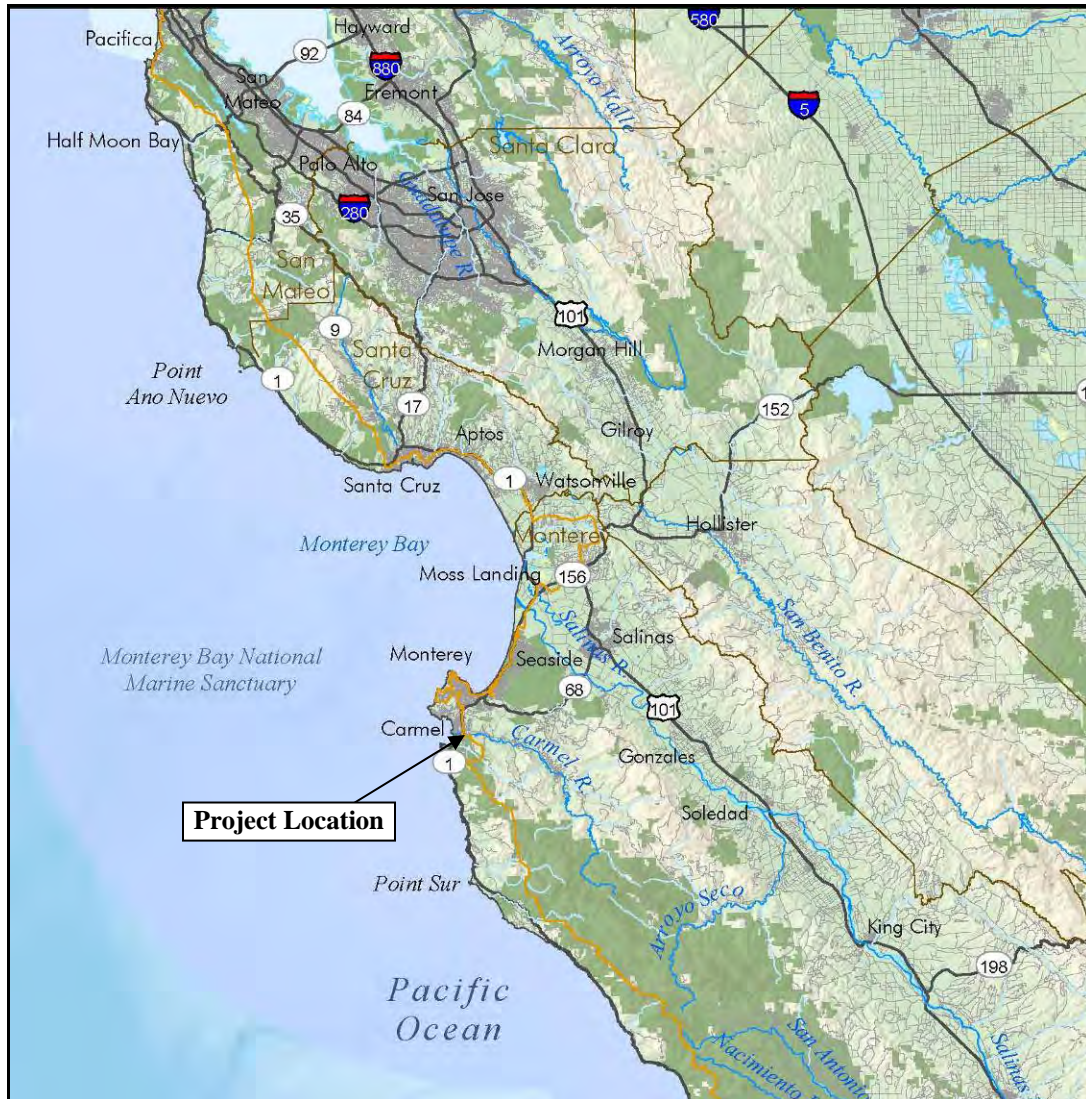 580
Pacifica
Hayward
92
880
San
Mateo
Fremont
Arroyo Valle
5
84
Half Moon Bay
Santa Clara
Palo Alto
San Jose
280
Guadalupe R.
35
San
Mateo
101
9
Morgan Hill
Santa
Cruz
Point
Ano Nuevo
1
152
17
Gilroy
Aptos
Santa Cruz
1
Watsonville
Hollister
Monterey
Monterey Bay
Moss Landing
156
San Benito R.
Salinas R.
Salinas
Monterey Bay National
Marine Sanctuary
Monterey
Seaside
68
101
Carmel
Carmel R.
Gonzales
1
Project Location
Soledad
Point Sur
Arroyo Seco
King City
198
Pacific
Ocean
San Antonio
Nacimiento
Salinas